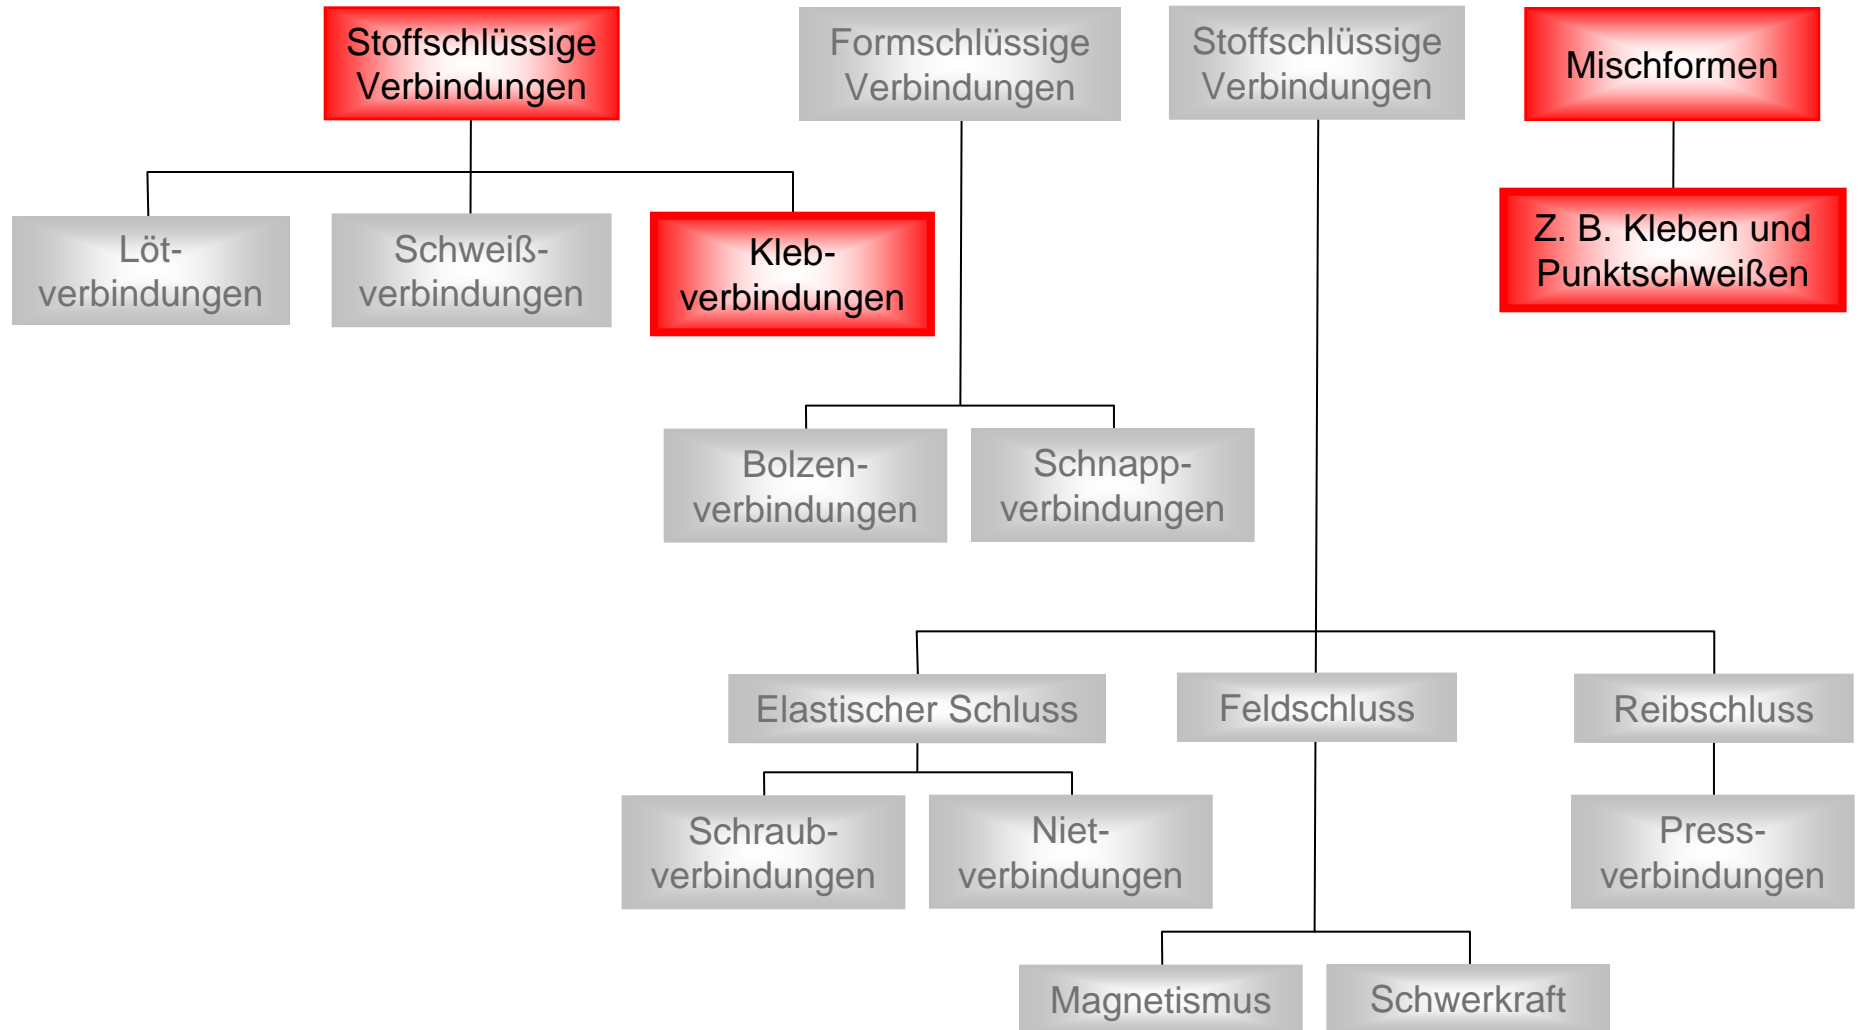 Stoffschlüssige
Verbindungen
Formschlüssige
Verbindungen
Stoffschlüssige
Verbindungen
Mischformen
Löt-
verbindungen
Schweiß-
verbindungen
Kleb-
verbindungen
Z. B. Kleben und
Punktschweißen
Bolzen-
verbindungen
Schnapp-
verbindungen
Elastischer Schluss
Feldschluss
Reibschluss
Schraub-
verbindungen
Niet-
verbindungen
Press-
verbindungen
Magnetismus
Schwerkraft